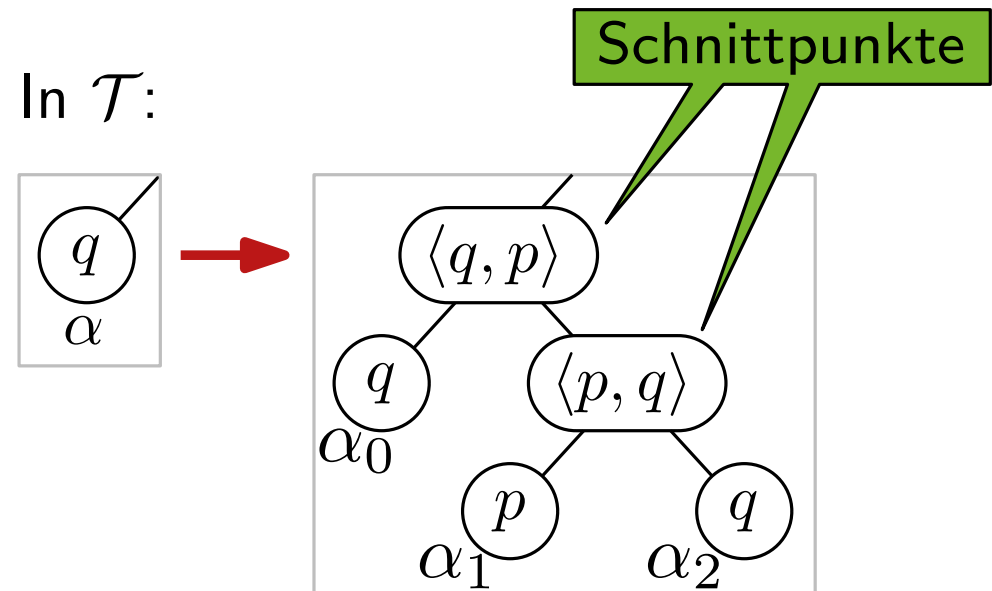 Schnittpunkte
In 𝒯:
q
α
⟨q, p⟩
q
α₀
⟨p, q⟩
p
α₁
q
α₂